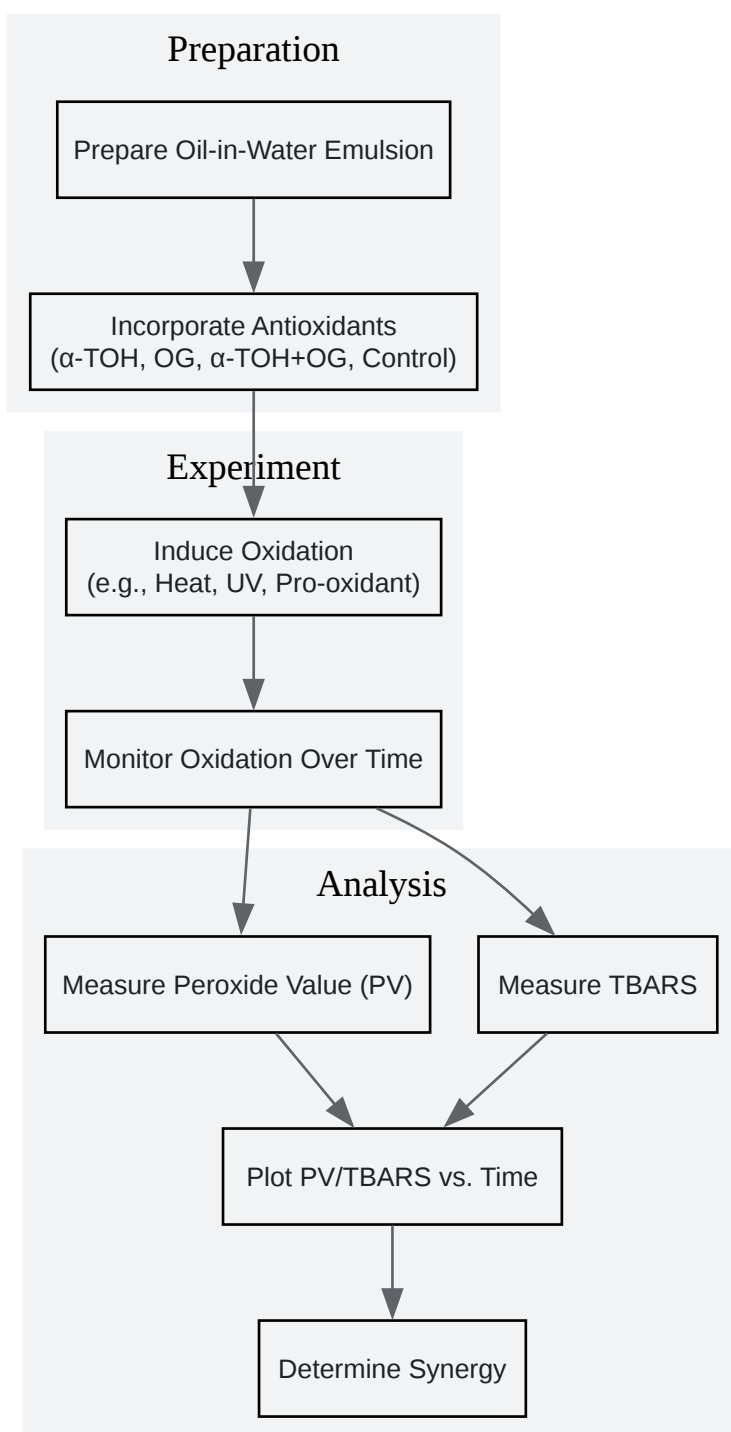 Preparation
Prepare Oil-in-Water Emulsion
Incorporate Antioxidants
(α-TOH, OG, α-TOH+OG, Control)
Experiment
Induce Oxidation
(e.g., Heat, UV, Pro-oxidant)
Monitor Oxidation Over Time
Analysis
Measure Peroxide Value (PV)
Measure TBARS
Plot PV/TBARS vs. Time
Determine Synergy